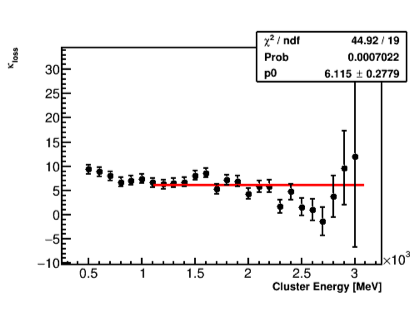 χ² / ndf 44.92 / 19
Prob 0.0007022
p0 6.115 ± 0.2779
κloss
30
25
20
15
10
5
0
−5
−10
0.5 1 1.5 2 2.5 3
×10³
Cluster Energy [MeV]